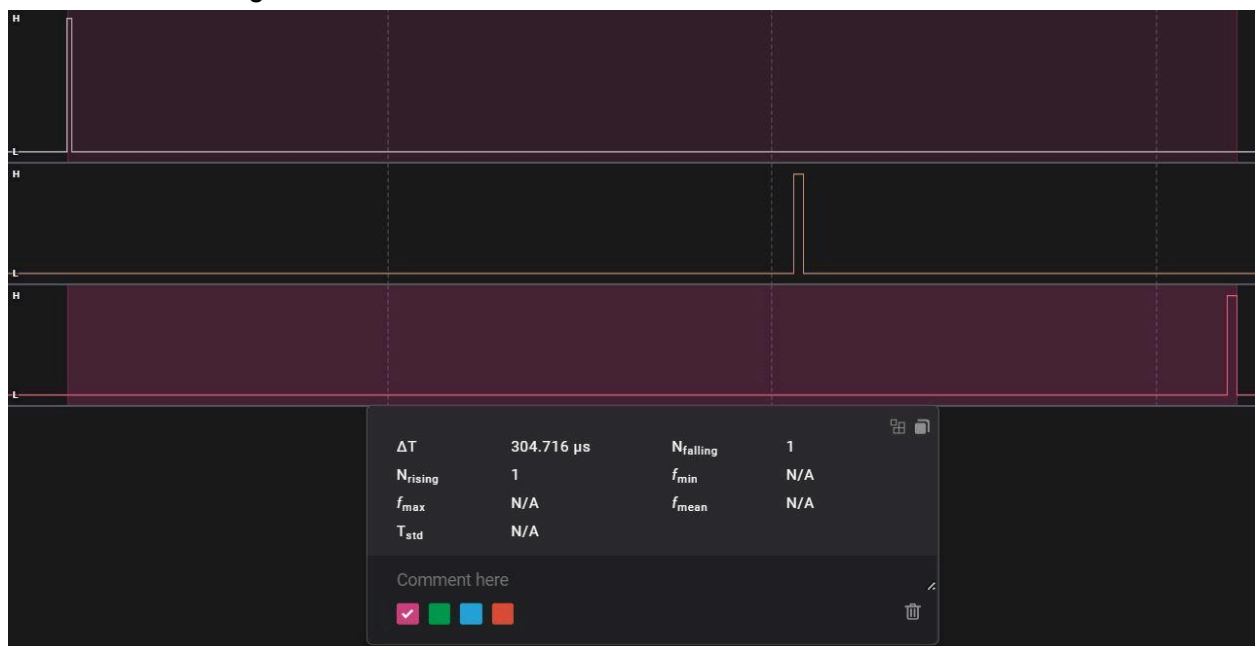 H
L
H
L
H
L
ΔT 304.716 μs Nfalling 1
Nrising 1 fmin N/A
fmax N/A fmean N/A
Tstd N/A
Comment here